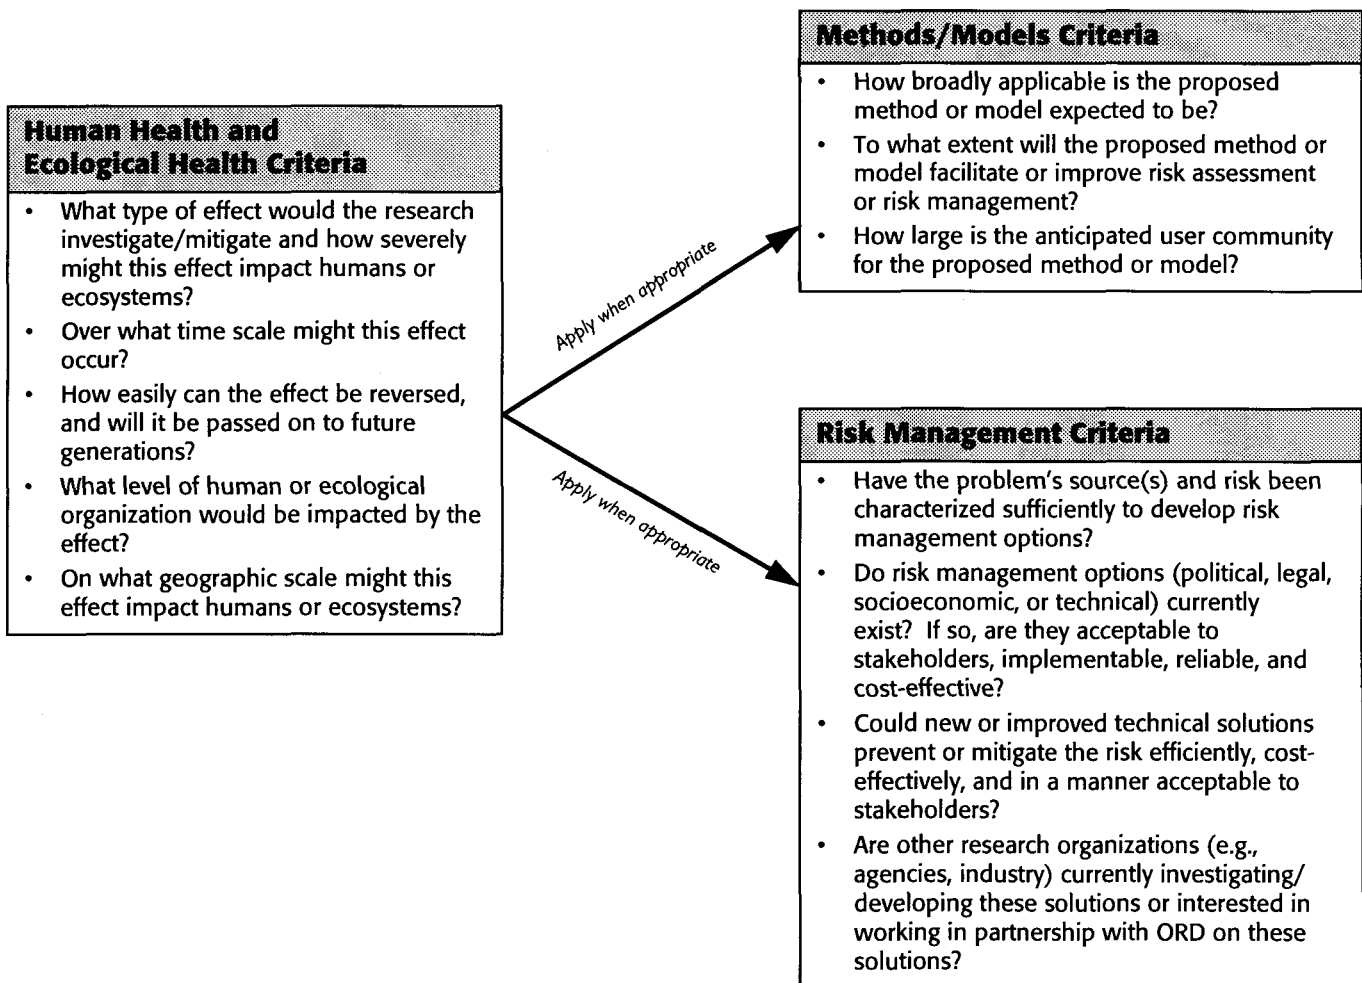 Human Health and
Ecological Health Criteria
• What type of effect would the research
investigate/mitigate and how severely
might this effect impact humans or
ecosystems?
• Over what time scale might this effect
occur?
• How easily can the effect be reversed,
and will it be passed on to future
generations?
• What level of human or ecological
organization would be impacted by the
effect?
• On what geographic scale might this
effect impact humans or ecosystems?
Apply when appropriate
Apply when appropriate
Methods/Models Criteria
• How broadly applicable is the proposed
method or model expected to be?
• To what extent will the proposed method or
model facilitate or improve risk assessment
or risk management?
• How large is the anticipated user community
for the proposed method or model?
Risk Management Criteria
• Have the problem's source(s) and risk been
characterized sufficiently to develop risk
management options?
• Do risk management options (political, legal,
socioeconomic, or technical) currently
exist? If so, are they acceptable to
stakeholders, implementable, reliable, and
cost-effective?
• Could new or improved technical solutions
prevent or mitigate the risk efficiently, cost-
effectively, and in a manner acceptable to
stakeholders?
• Are other research organizations (e.g.,
agencies, industry) currently investigating/
developing these solutions or interested in
working in partnership with ORD on these
solutions?